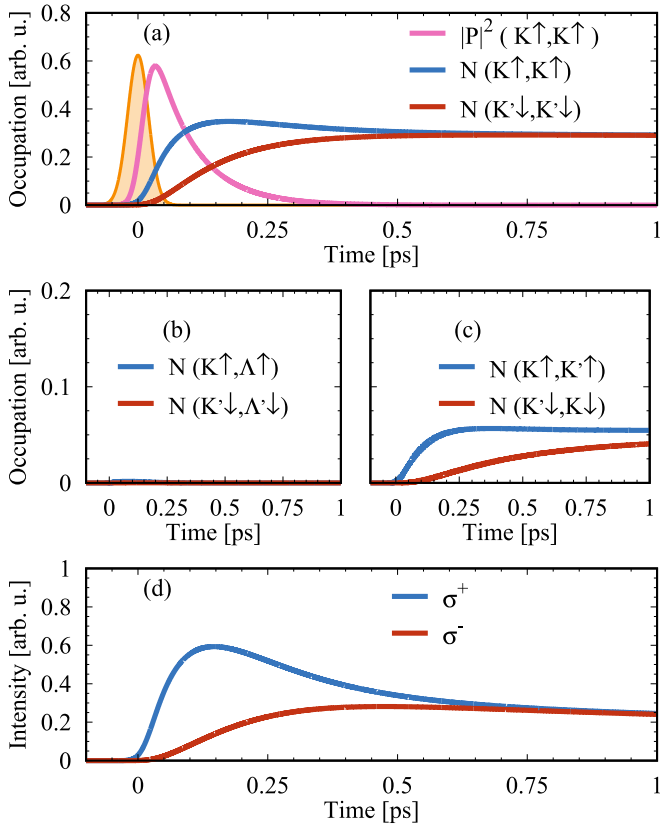 (a)
|P|² (K↑,K↑)
N (K↑,K↑)
N (K'↓,K'↓)
Occupation [arb. u.]
0.8
0.6
0.4
0.2
0
0 0.25 0.5 0.75 1
Time [ps]
(b)
N (K↑,Λ↑)
N (K'↓,Λ'↓)
Occupation [arb. u.]
0.2
0.1
0
0 0.25 0.5 0.75 1
Time [ps]
(c)
N (K↑,K'↑)
N (K'↓,K↓)
0 0.25 0.5 0.75 1
Time [ps]
(d)
σ⁺
σ⁻
Intensity [arb. u.]
1
0.8
0.6
0.4
0.2
0
0 0.25 0.5 0.75 1
Time [ps]